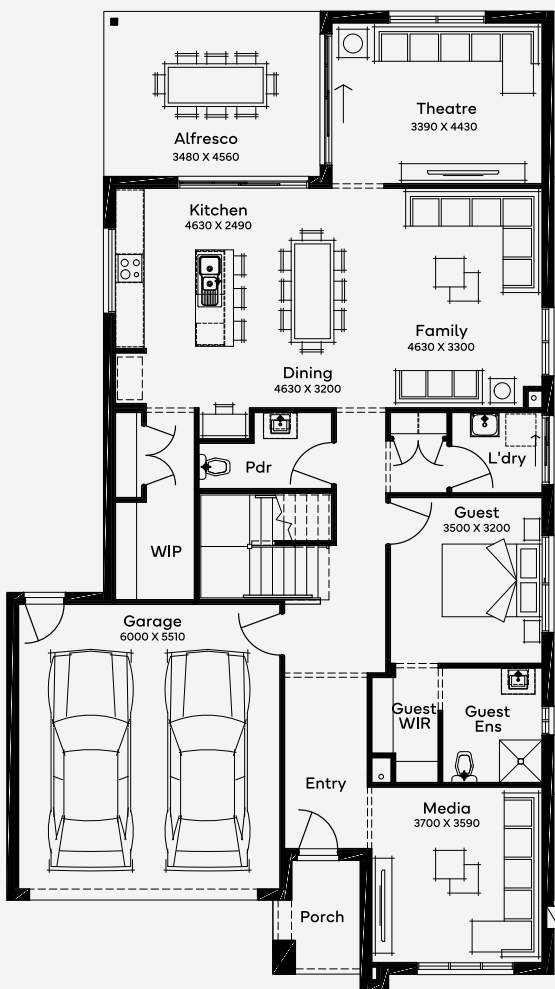 Theatre
3390 X 4430
Alfresco
3480 X 4560
Kitchen
4630 X 2490
Family
4630 X 3300
Dining
4630 X 3200
Pdr
L'dry
Guest
3500 X 3200
WIP
Garage
6000 X 5510
Guest
WIR
Guest
Ens
Entry
Media
3700 X 3590
Porch